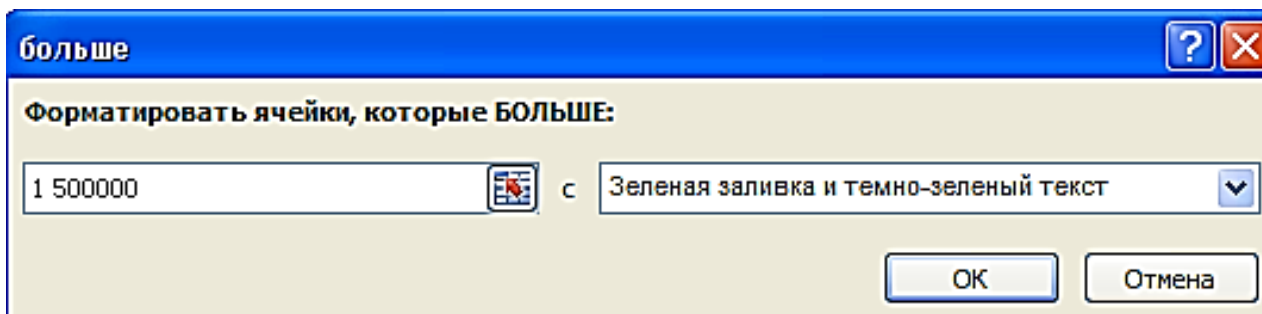 больше
Форматировать ячейки, которые БОЛЬШЕ:
1 500000 с Зеленая заливка и темно-зеленый текст
ОК Отмена